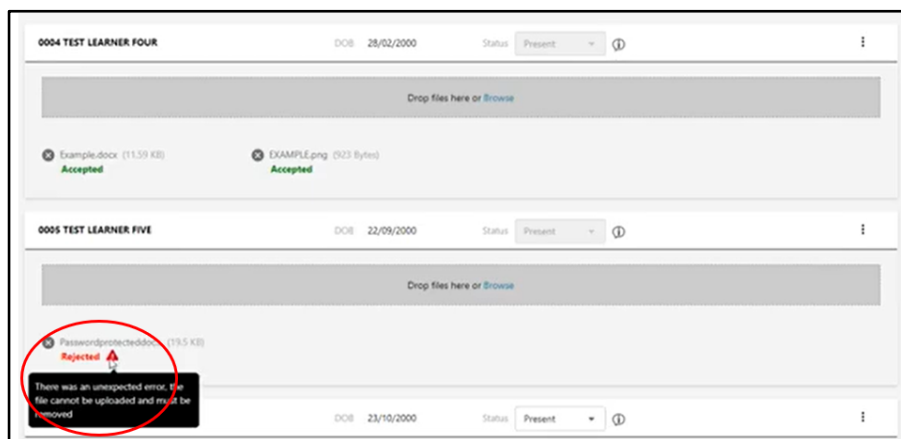 0004 TEST LEARNER FOUR DOB 28/02/2000 Status Present
Drop files here or Browse
Example.docx (11.59 KB) EXAMPLE.png (923 Bytes)
Accepted Accepted
0005 TEST LEARNER FIVE DOB 22/09/2000 Status Present
Drop files here or Browse
Passwordprotecteddocx (19.5 KB)
Rejected
There was an unexpected error, the
file cannot be uploaded and must be
removed
DOB 23/10/2000 Status Present